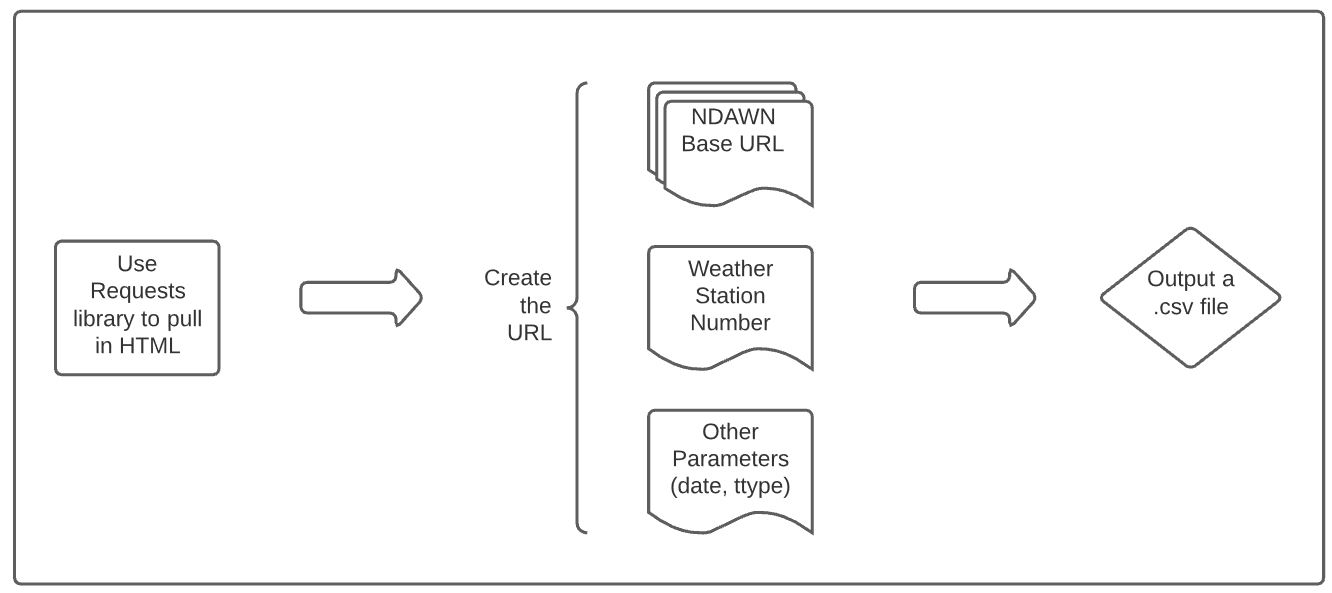 Use
Requests
library to pull
in HTML
Create
the
URL
NDAWN
Base URL
Weather
Station
Number
Other
Parameters
(date, ttype)
Output a
.csv file